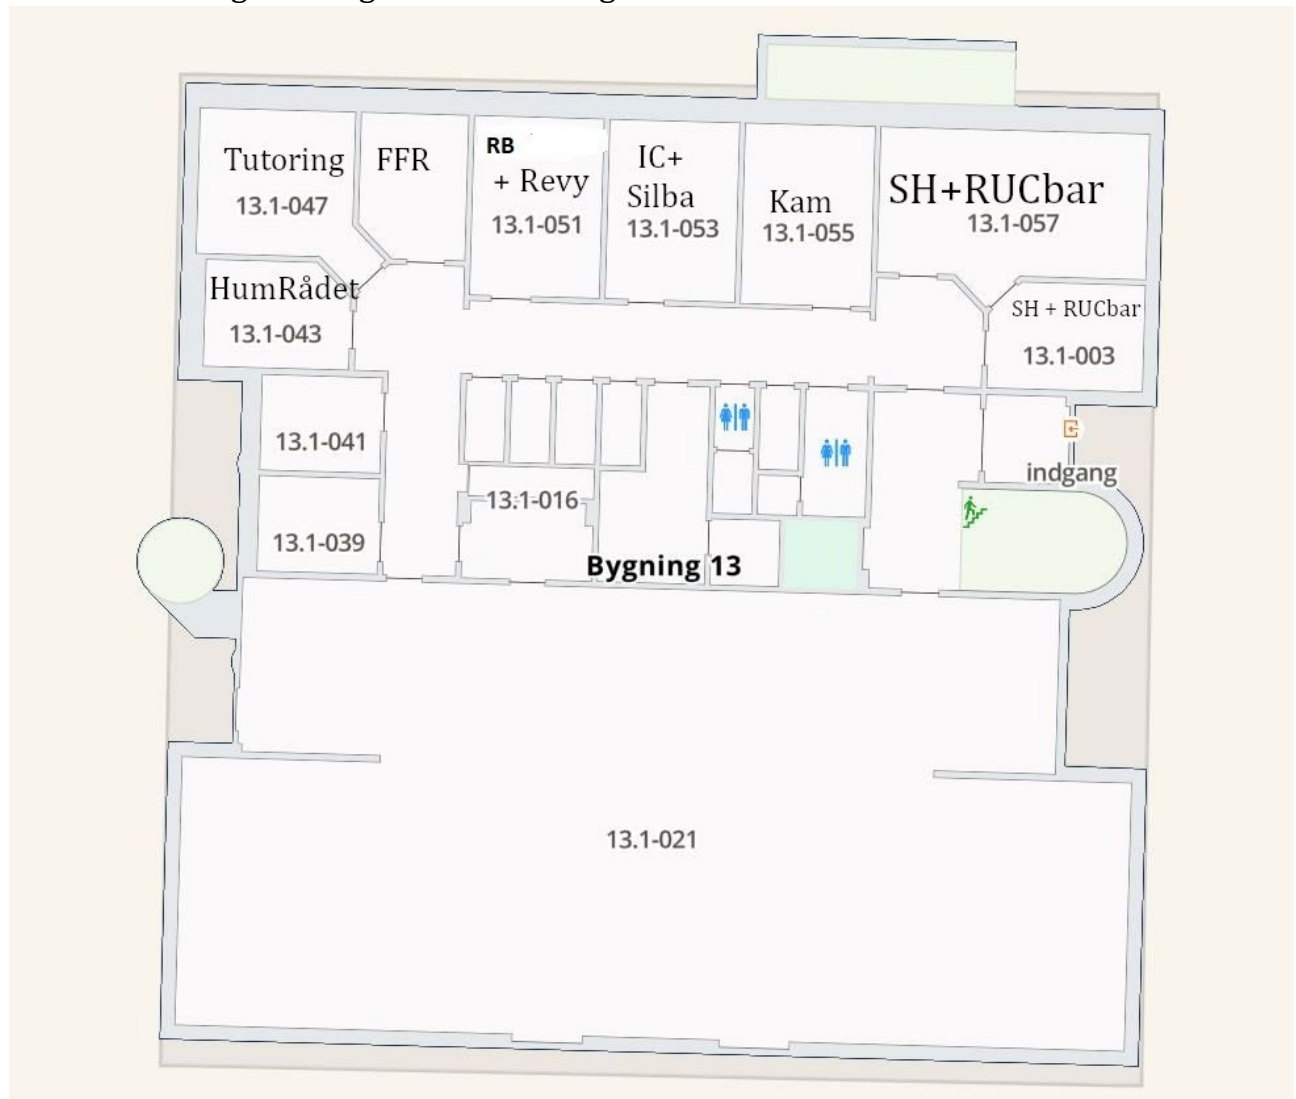 Tutoring
13.1-047
FFR
RB
+ Revy
13.1-051
IC+
Silba
13.1-053
Kam
13.1-055
SH+RUCbar
13.1-057
HumRådet
13.1-043
SH + RUCbar
13.1-003
13.1-041
indgang
13.1-016
13.1-039
Bygning 13
13.1-021